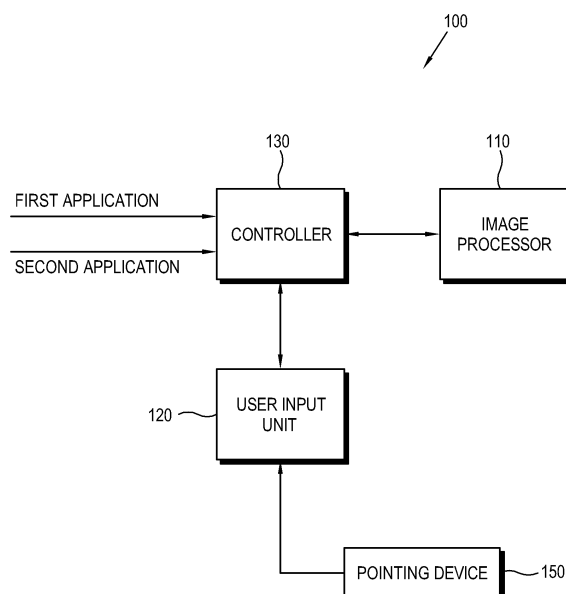 100
130
110
FIRST APPLICATION
SECOND APPLICATION
CONTROLLER
IMAGE
PROCESSOR
120
USER INPUT
UNIT
POINTING DEVICE
150